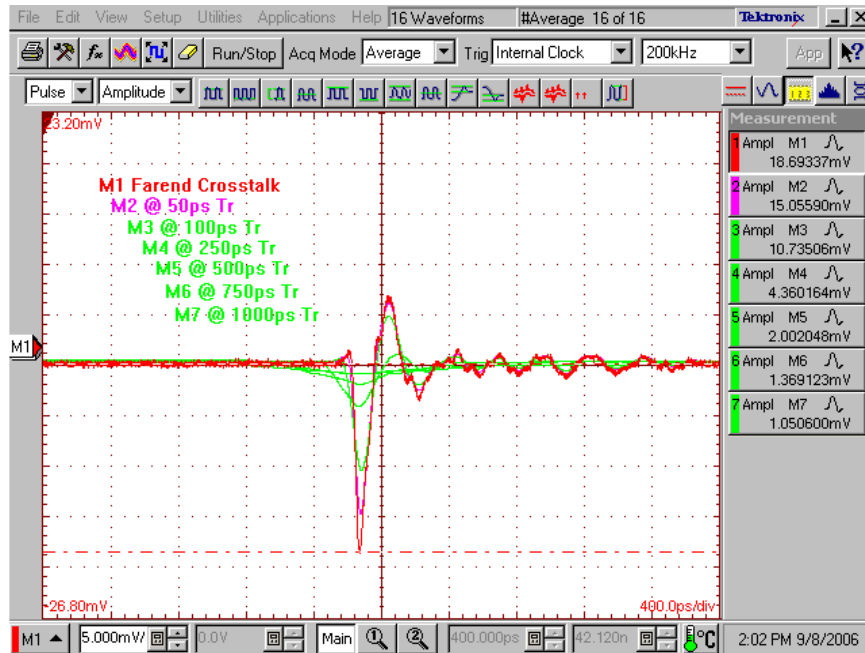 File Edit View Setup Utilities Applications Help 16 Waveforms #Average 16 of 16 Tektronix
Run/Stop Acq Mode Average Trig Internal Clock 200kHz App
Pulse Amplitude
23.20mV
M1 Farend Crosstalk
M2 @ 50ps Tr
M3 @ 100ps Tr
M4 @ 250ps Tr
M5 @ 500ps Tr
M6 @ 750ps Tr
M7 @ 1000ps Tr
M1
-26.80mV
400.0ps/div
Measurement
1 Ampl M1
18.69337mV
2 Ampl M2
15.05590mV
3 Ampl M3
10.73506mV
4 Ampl M4
4.360164mV
5 Ampl M5
2.002048mV
6 Ampl M6
1.369123mV
7 Ampl M7
1.050600mV
M1 5.000mV/ 0.0V Main 1 2 400.000ps 42.120n °C 2:02 PM 9/8/2006